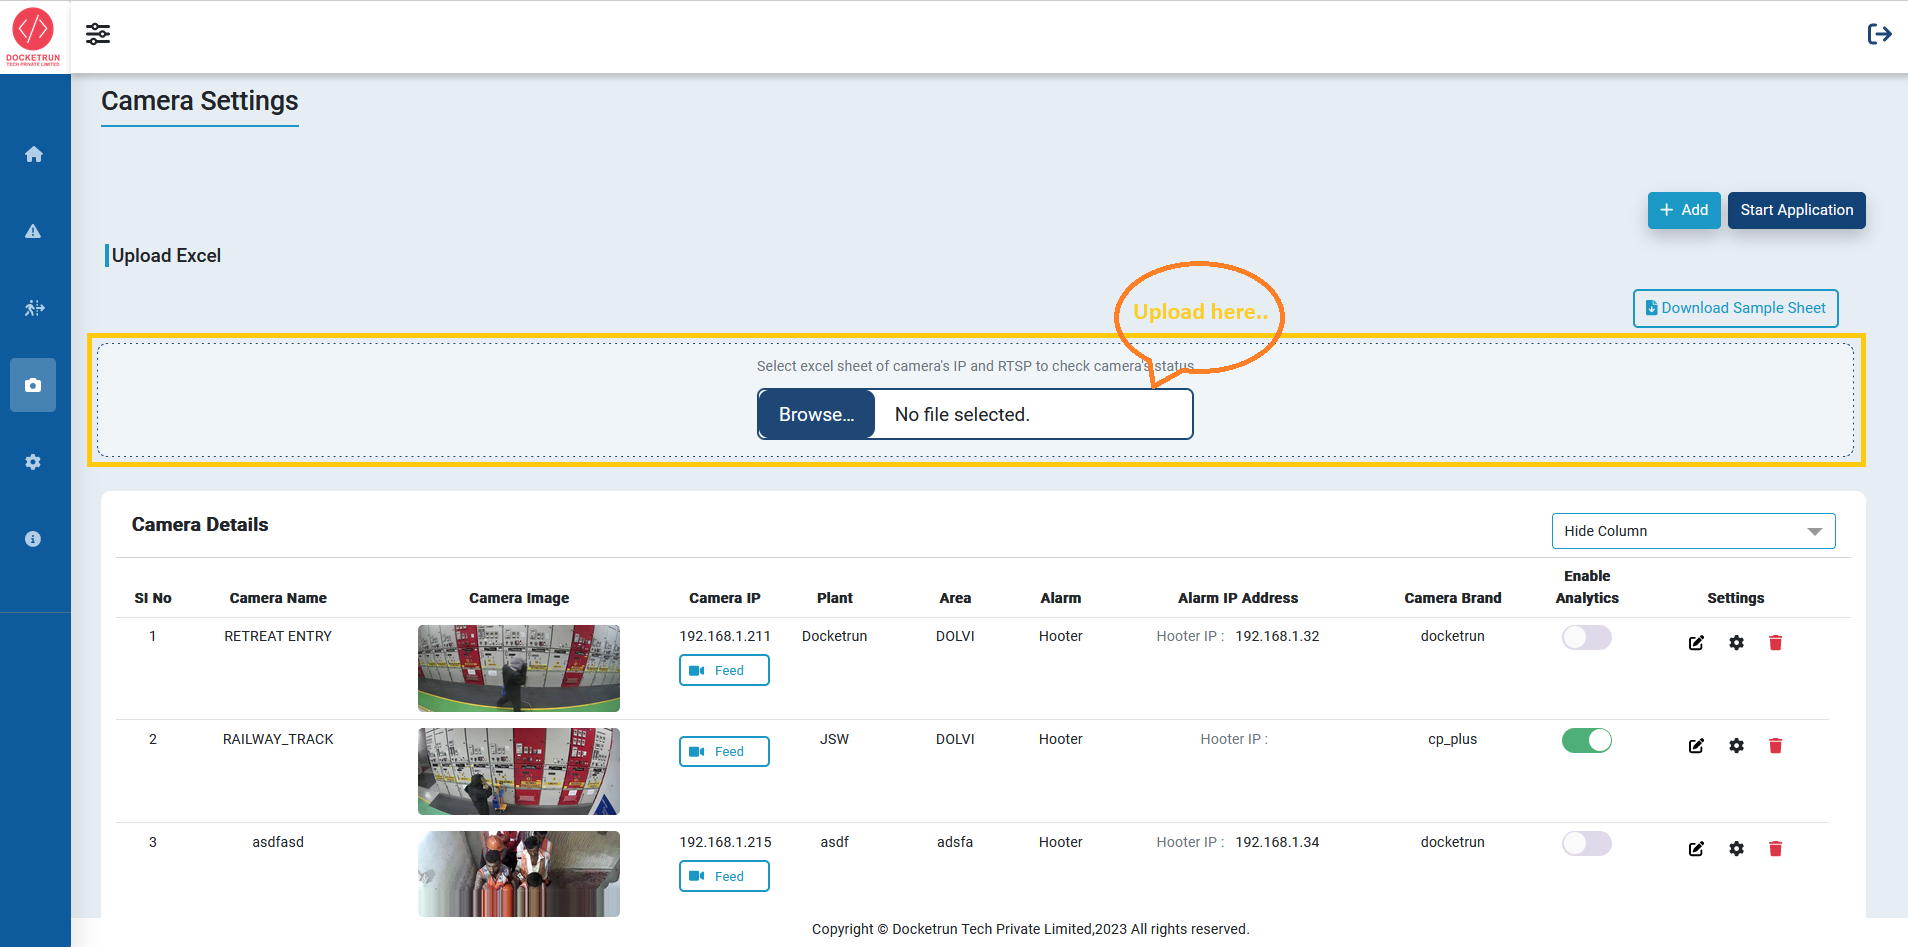 DOCKETRUN
TECH PRIVATE LIMITED
Camera Settings
Add
Start Application
Upload Excel
Upload here..
Download Sample Sheet
Select excel sheet of camera's IP and RTSP to check camera's status
Browse...
No file selected.
Camera Details
Hide Column
SI No
Camera Name
Camera Image
Camera IP
Plant
Area
Alarm
Alarm IP Address
Camera Brand
Enable
Analytics
Settings
1
RETREAT ENTRY
192.168.1.211
Feed
Docketrun
DOLVI
Hooter
Hooter IP : 192.168.1.32
docketrun
2
RAILWAY_TRACK
Feed
JSW
DOLVI
Hooter
Hooter IP :
cp_plus
3
asdfasd
192.168.1.215
Feed
asdf
adsfa
Hooter
Hooter IP : 192.168.1.34
docketrun
Copyright © Docketrun Tech Private Limited,2023 All rights reserved.